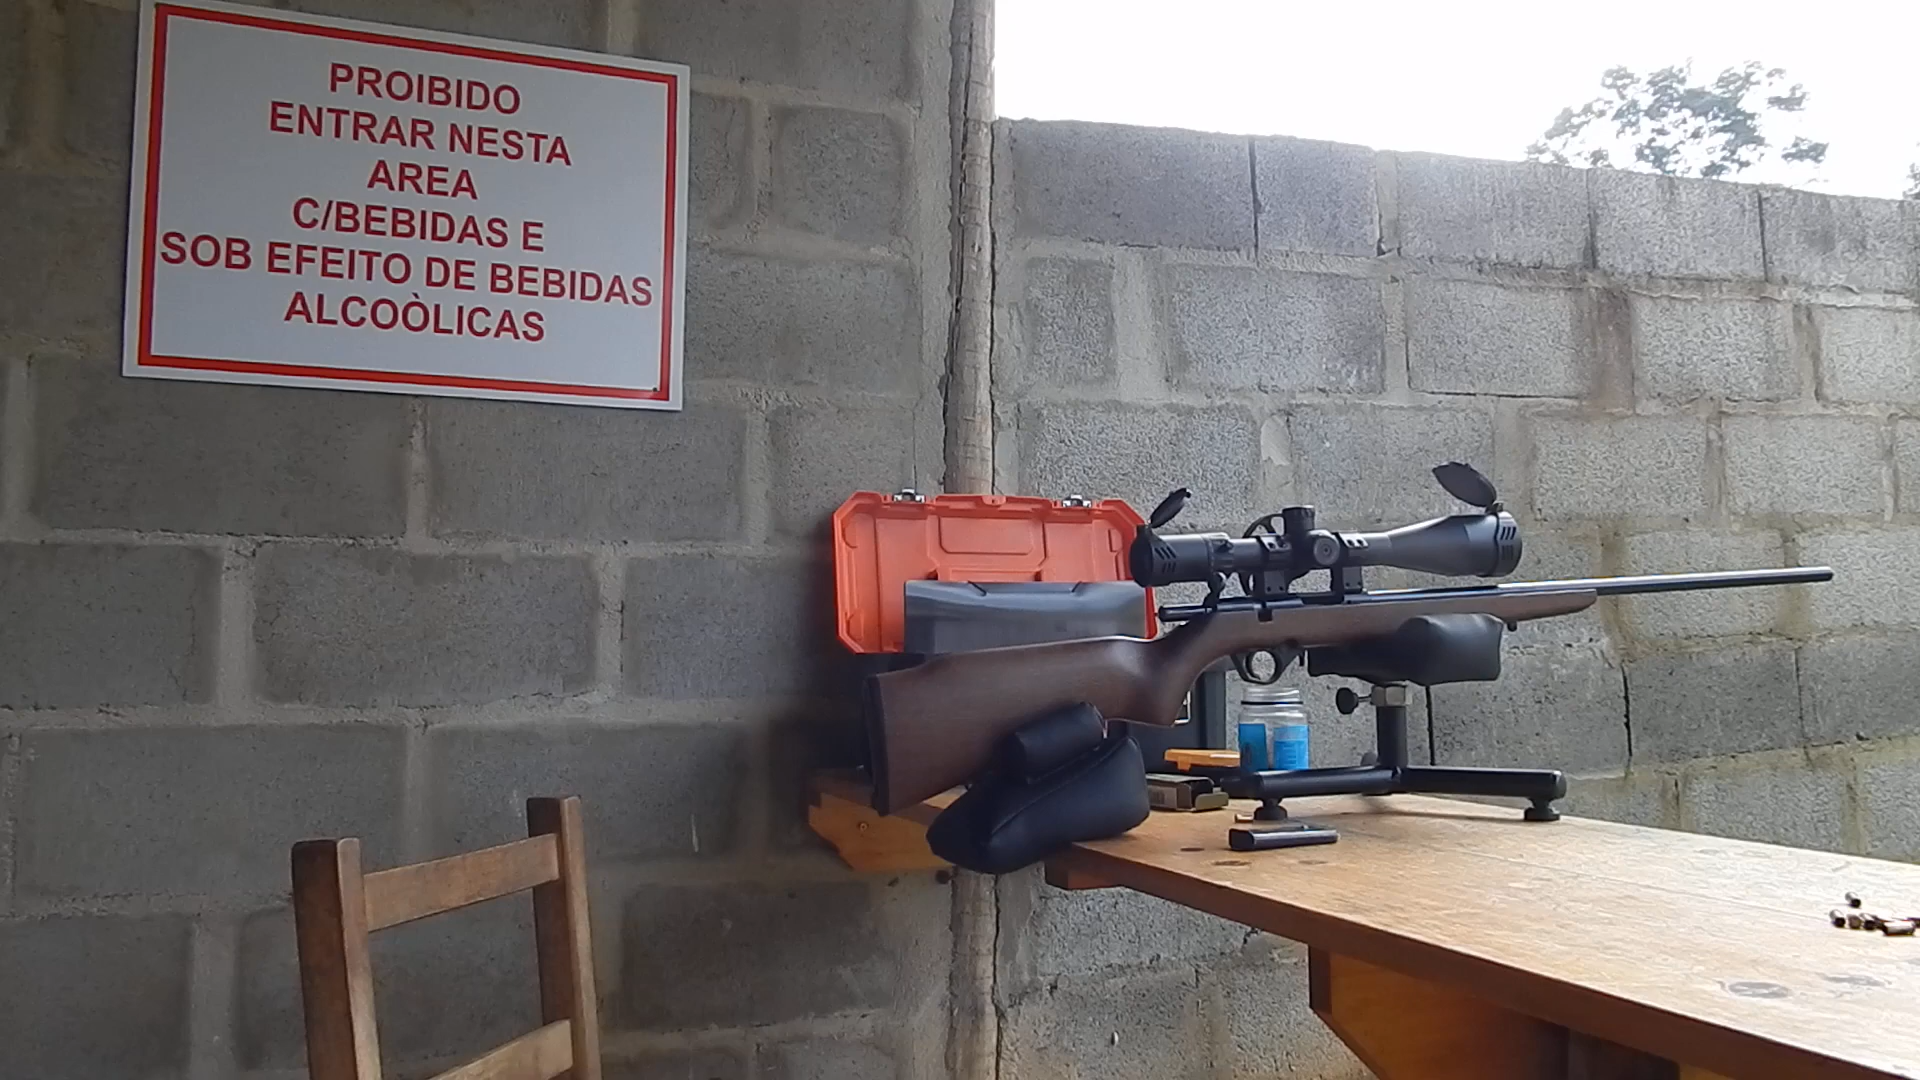 PROIBIDO
ENTRAR NESTA
AREA
C/BEBIDAS E
SOB EFEITO DE BEBIDAS
ALCOÒLICAS